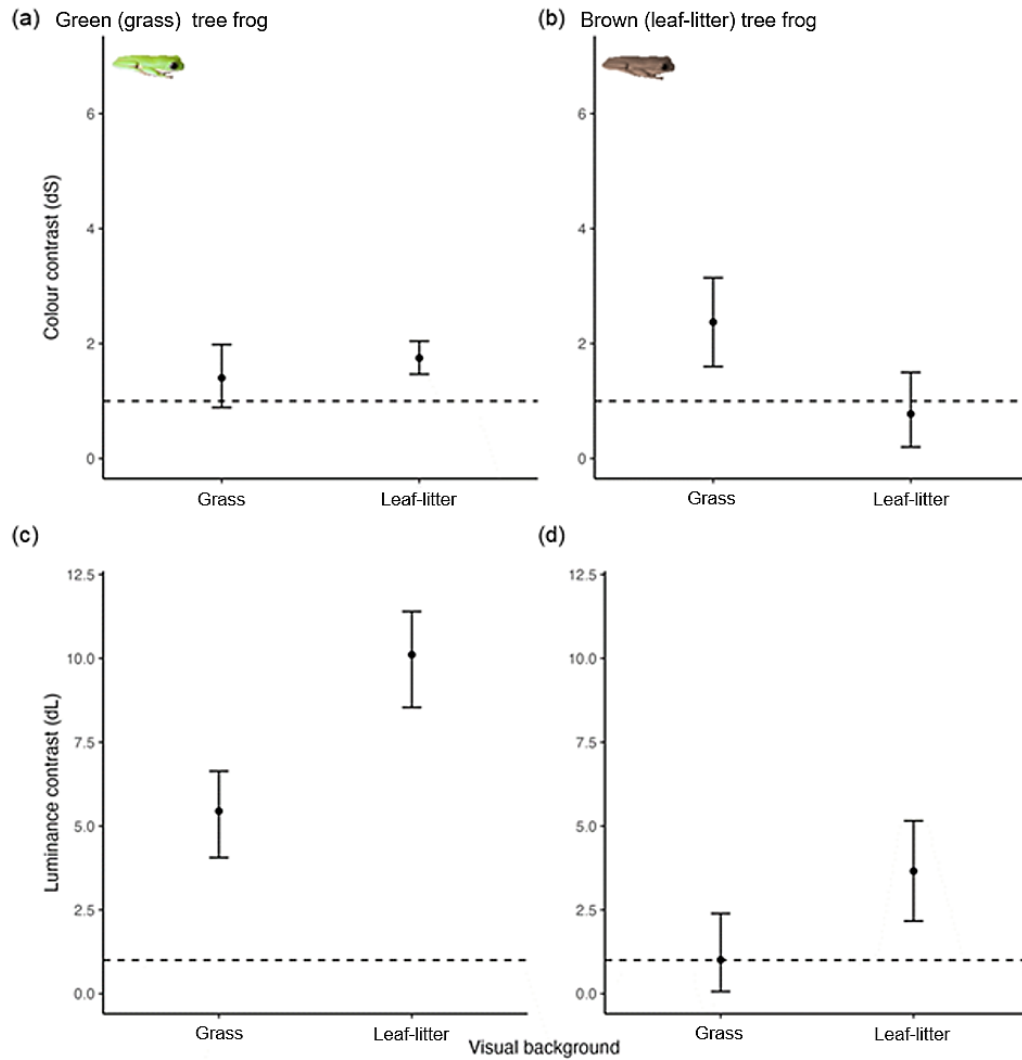 (a) Green (grass) tree frog
(b) Brown (leaf-litter) tree frog
Colour contrast (dS)
6
4
2
0
Grass
Leaf-litter
6
4
2
0
Grass
Leaf-litter
(c)
(d)
Luminance contrast (dL)
12.5
10.0
7.5
5.0
2.5
0.0
Grass
Leaf-litter
12.5
10.0
7.5
5.0
2.5
0.0
Grass
Leaf-litter
Visual background